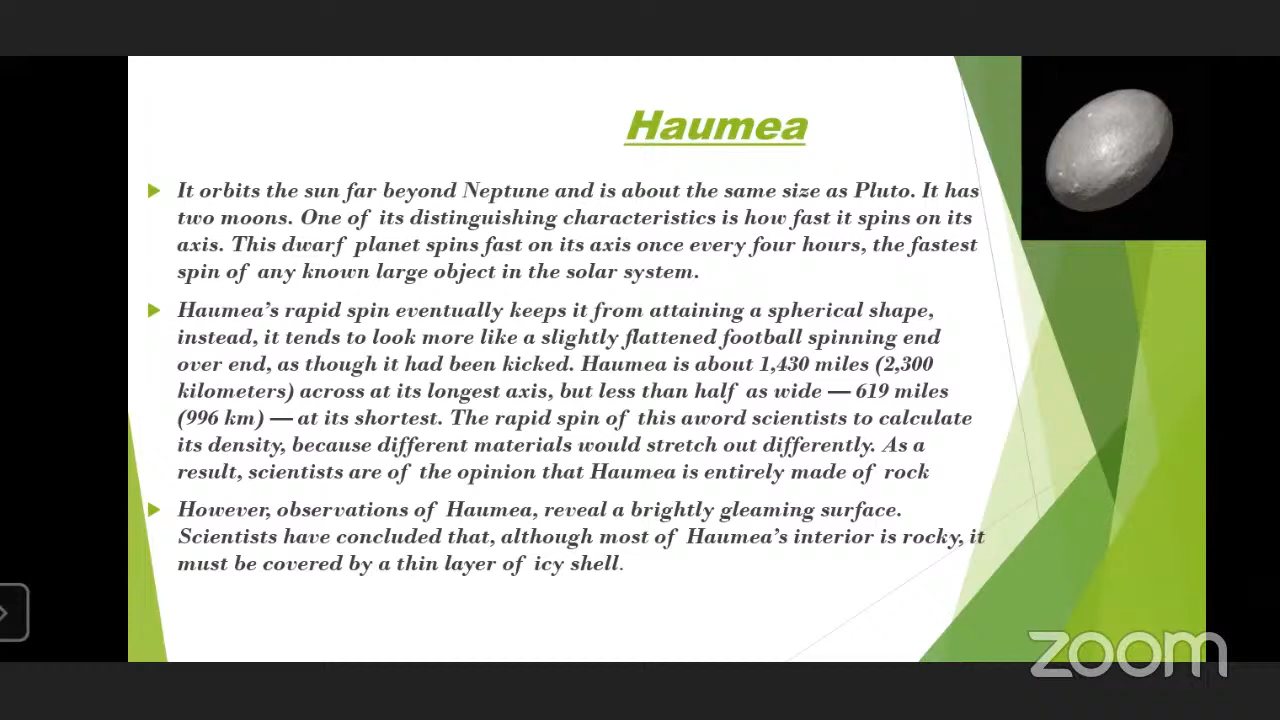 Haumea
It orbits the sun far beyond Neptune and is about the same size as Pluto. It has
two moons. One of its distinguishing characteristics is how fast it spins on its
axis. This dwarf planet spins fast on its axis once every four hours, the fastest
spin of any known large object in the solar system.
Haumea’s rapid spin eventually keeps it from attaining a spherical shape,
instead, it tends to look more like a slightly flattened football spinning end
over end, as though it had been kicked. Haumea is about 1,430 miles (2,300
kilometers) across at its longest axis, but less than half as wide — 619 miles
(996 km) — at its shortest. The rapid spin of this aword scientists to calculate
its density, because different materials would stretch out differently. As a
result, scientists are of the opinion that Haumea is entirely made of rock
However, observations of Haumea, reveal a brightly gleaming surface.
Scientists have concluded that, although most of Haumea’s interior is rocky, it
must be covered by a thin layer of icy shell.
zoom